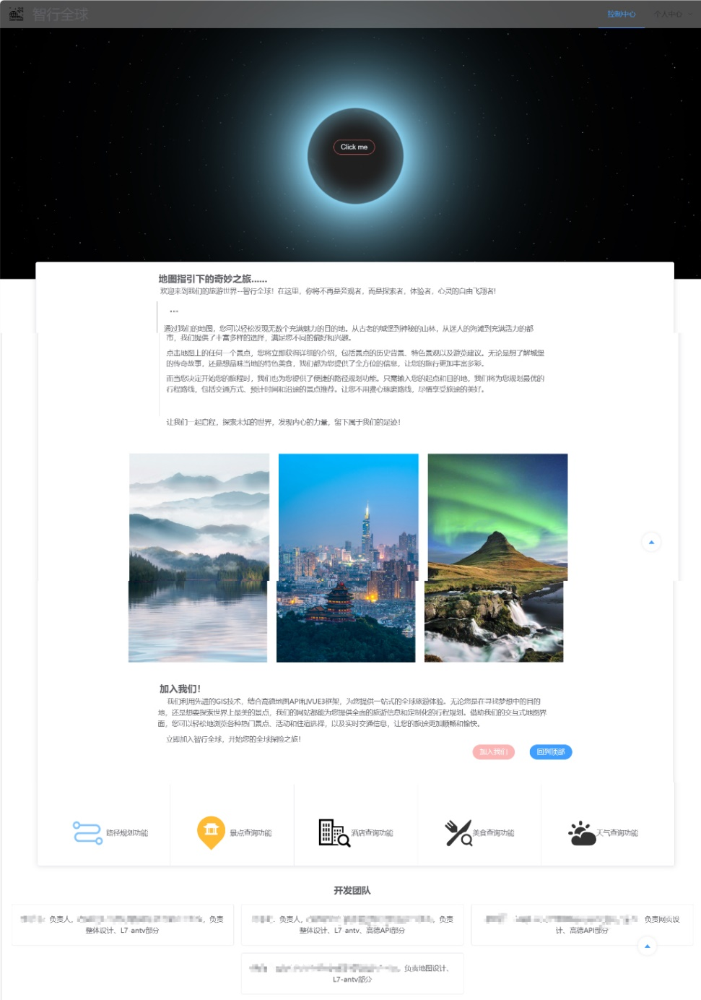 智行全球
控制中心
个人中心
Click me
地图指引下的奇妙之旅......
欢迎来到我们的旅游世界--智行全球！在这里，你将不再是旁观者，而是探索者，体验者，心灵的自由飞翔者！
...
通过我们的地图，您可以轻松发现无数个充满魅力的目的地。从古老的城堡到神秘的山林，从迷人的海滩到充满活力的都
市，我们提供了丰富多样的选择，满足您不同的偏好和兴趣。
点击地图上的任何一个景点，您将立即获得详细的介绍，包括景点的历史背景、特色景观以及游览建议。无论是想了解城堡
的传奇故事，还是想品味当地的特色美食，我们都为您提供了全方位的信息，让您的旅行更加丰富多彩。
而当您决定开始您的旅程时，我们也为您提供了便捷的路径规划功能。只需输入您的起点和目的地，我们将为您规划最优的
行程路线，包括交通方式、预计时间和沿途的景点推荐。让您不用费心琢磨路线，尽情享受旅途的美好。
让我们一起启程，探索未知的世界，发现内心的力量，留下属于我们的足迹！
加入我们！
我们利用先进的GIS技术，结合高德地图API和VUE3框架，为您提供一站式的全球旅游体验。无论您是在寻找梦想中的目的
地，还是想要探索世界上最美的景点，我们的网站都能为您提供全面的旅游信息和定制化的行程规划。借助我们的交互式地图界
面，您可以轻松地浏览各种热门景点、活动和住宿选择，以及实时交通信息，让您的旅途更加顺畅和愉快。
立即加入智行全球，开始您的全球探险之旅！
加入我们
回到顶部
路径规划功能
景点查询功能
酒店查询功能
美食查询功能
天气查询功能
开发团队
负责人，
，负责
整体设计、L7-antv部分
负责人，
，负责
整体设计、L7-antv、高德API部分
负责网页设
计、高德API部分
，负责地图设计、
L7-antv部分